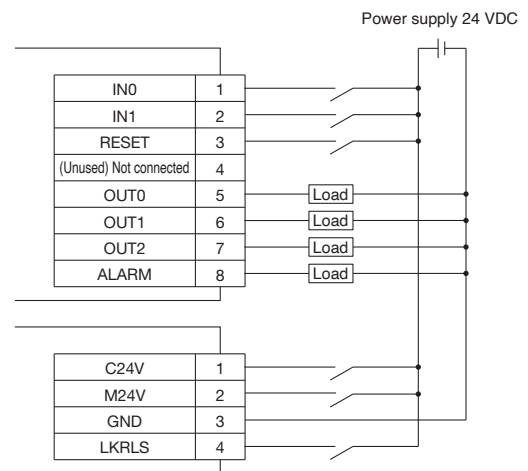 Power supply 24 VDC
IN0 1
IN1 2
RESET 3
(Unused) Not connected 4
OUT0 5 Load
OUT1 6 Load
OUT2 7 Load
ALARM 8 Load
C24V 1
M24V 2
GND 3
LKRLS 4